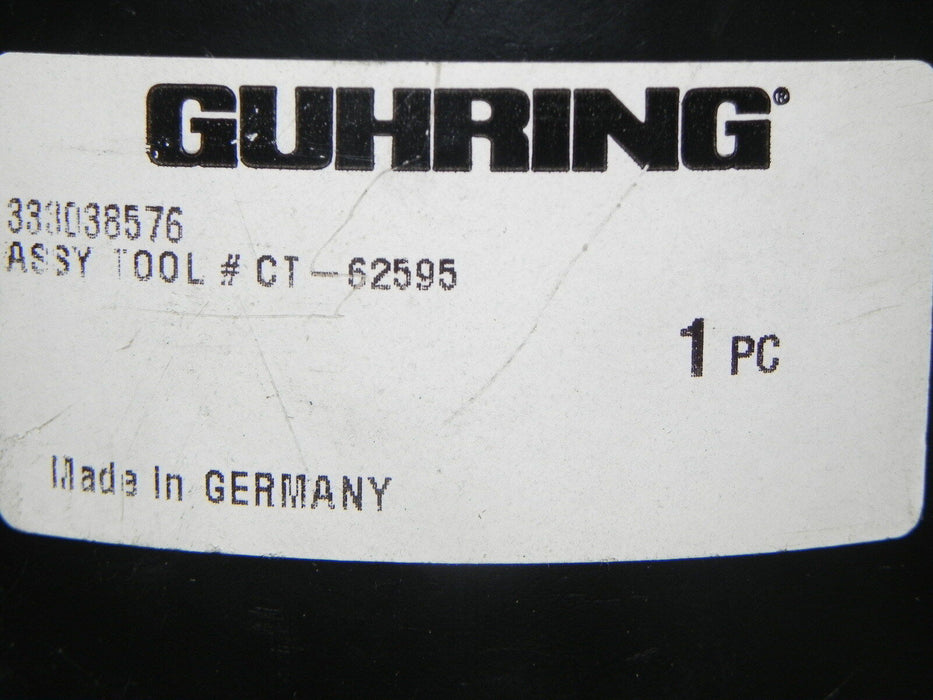 GUHRING®
333038576
ASSY TOOL # CT-62595
1 PC
Made in GERMANY